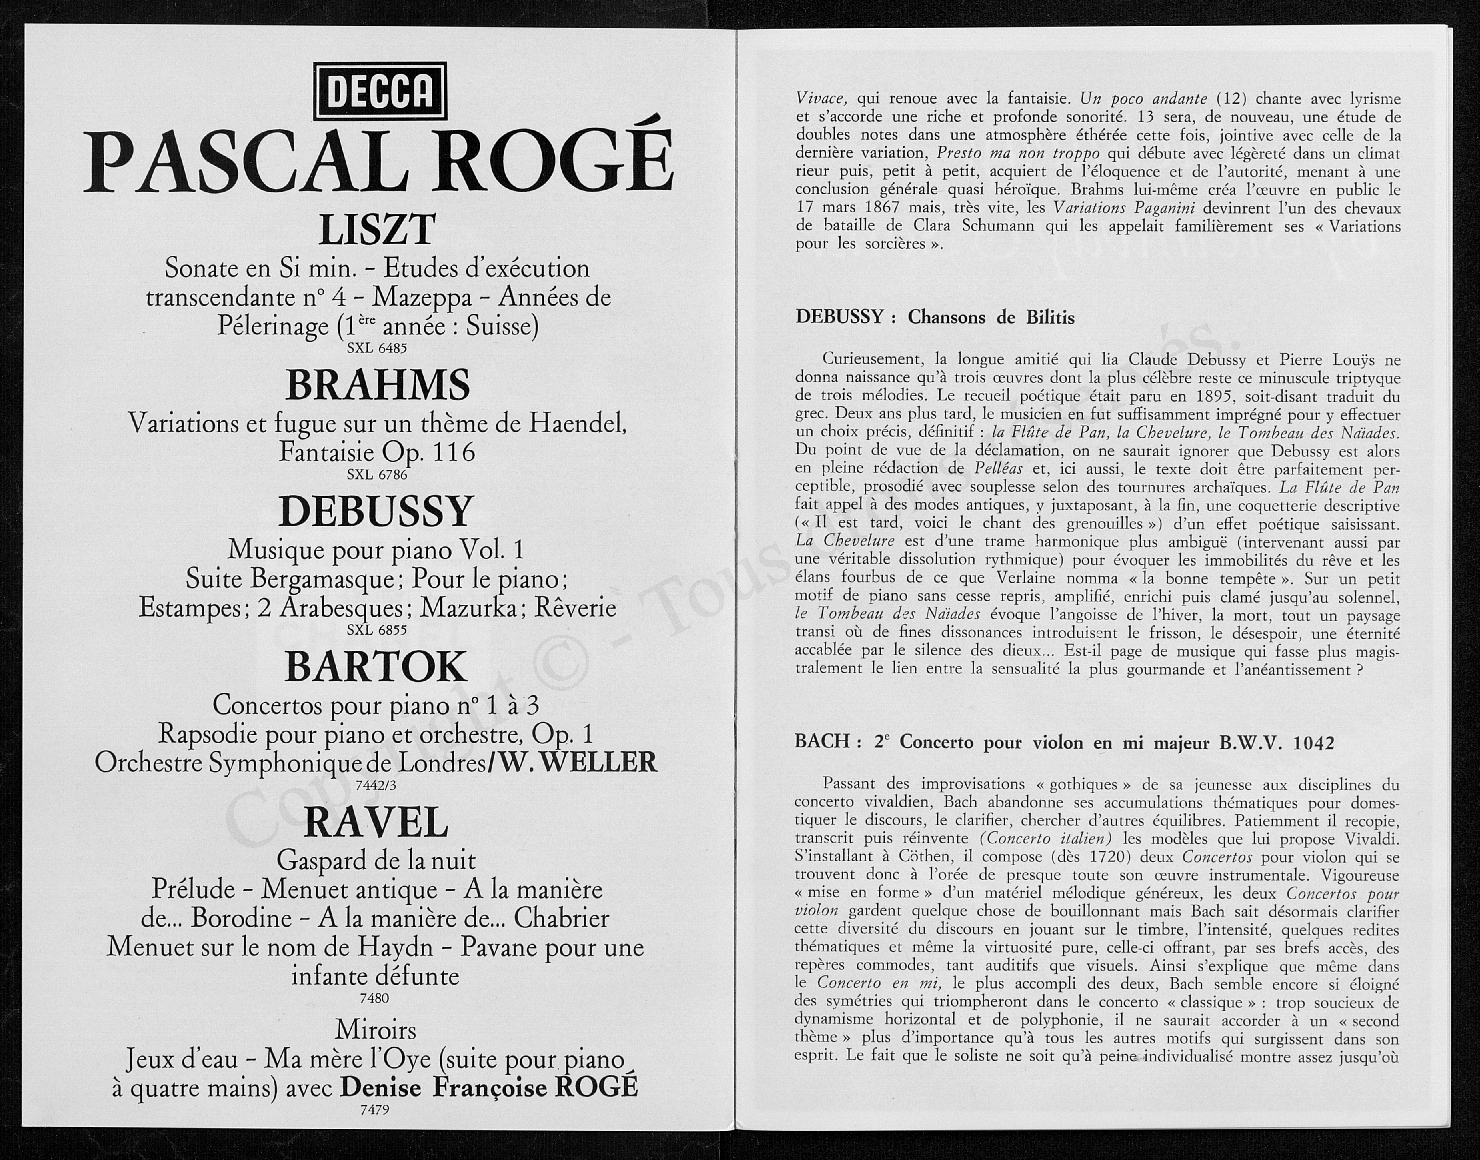 DECCA
PASCAL ROGÉ
LISZT
Sonate en Si min. – Etudes d'exécution
transcendante n° 4 – Mazeppa – Années de
Pélerinage (1ère année : Suisse)
SXL 6485
BRAHMS
Variations et fugue sur un thème de Haendel,
Fantaisie Op. 116
SXL 6786
DEBUSSY
Musique pour piano Vol. 1
Suite Bergamasque; Pour le piano;
Estampes; 2 Arabesques; Mazurka; Rêverie
SXL 6855
BARTOK
Concertos pour piano n° 1 à 3
Rapsodie pour piano et orchestre, Op. 1
Orchestre Symphonique de Londres/W. WELLER
7442/3
RAVEL
Gaspard de la nuit
Prélude – Menuet antique – A la manière
de... Borodine – A la manière de... Chabrier
Menuet sur le nom de Haydn – Pavane pour une
infante défunte
7480
Miroirs
Jeux d'eau – Ma mère l'Oye (suite pour piano
à quatre mains) avec Denise Françoise ROGÉ
7479
Vivace, qui renoue avec la fantaisie. Un poco andante (12) chante avec lyrisme
et s'accorde une riche et profonde sonorité. 13 sera, de nouveau, une étude de
doubles notes dans une atmosphère éthérée cette fois, jointive avec celle de la
dernière variation, Presto ma non troppo qui débute avec légèreté dans un climat
rieur puis, petit à petit, acquiert de l'éloquence et de l'autorité, menant à une
conclusion générale quasi héroïque. Brahms lui-même créa l'œuvre en public le
17 mars 1867 mais, très vite, les Variations Paganini devinrent l'un des chevaux
de bataille de Clara Schumann qui les appelait familièrement ses « Variations
pour les sorcières ».
DEBUSSY : Chansons de Bilitis
Curieusement, la longue amitié qui lia Claude Debussy et Pierre Louÿs ne
donna naissance qu'à trois œuvres dont la plus célèbre reste ce minuscule triptyque
de trois mélodies. Le recueil poétique était paru en 1895, soit-disant traduit du
grec. Deux ans plus tard, le musicien en fut suffisamment imprégné pour y effectuer
un choix précis, définitif : la Flûte de Pan, la Chevelure, le Tombeau des Naïades.
Du point de vue de la déclamation, on ne saurait ignorer que Debussy est alors
en pleine rédaction de Pelléas et, ici aussi, le texte doit être parfaitement per-
ceptible, prosodié avec souplesse selon des tournures archaïques. La Flûte de Pan
fait appel à des modes antiques, y juxtaposant, à la fin, une coquetterie descriptive
(« Il est tard, voici le chant des grenouilles ») d'un effet poétique saisissant.
La Chevelure est d'une trame harmonique plus ambiguë (intervenant aussi par
une véritable dissolution rythmique) pour évoquer les immobilités du rêve et les
élans fourbus de ce que Verlaine nomma « la bonne tempête ». Sur un petit
motif de piano sans cesse repris, amplifié, enrichi puis clamé jusqu'au solennel,
le Tombeau des Naïades évoque l'angoisse de l'hiver, la mort, tout un paysage
transi où de fines dissonances introduisent le frisson, le désespoir, une éternité
accablée par le silence des dieux... Est-il page de musique qui fasse plus magis-
tralement le lien entre la sensualité la plus gourmande et l'anéantissement ?
BACH : 2e Concerto pour violon en mi majeur B.W.V. 1042
Passant des improvisations « gothiques » de sa jeunesse aux disciplines du
concerto vivaldien, Bach abandonne ses accumulations thématiques pour domes-
tiquer le discours, le clarifier, chercher d'autres équilibres. Patiemment il recopie,
transcrit puis réinvente (Concerto italien) les modèles que lui propose Vivaldi.
S'installant à Cöthen, il compose (dès 1720) deux Concertos pour violon qui se
trouvent donc à l'orée de presque toute son œuvre instrumentale. Vigoureuse
« mise en forme » d'un matériel mélodique généreux, les deux Concertos pour
violon gardent quelque chose de bouillonnant mais Bach sait désormais clarifier
cette diversité du discours en jouant sur le timbre, l'intensité, quelques redites
thématiques et même la virtuosité pure, celle-ci offrant, par ses brefs accès, des
repères commodes, tant auditifs que visuels. Ainsi s'explique que même dans
le Concerto en mi, le plus accompli des deux, Bach semble encore si éloigné
des symétries qui triompheront dans le concerto « classique » : trop soucieux de
dynamisme horizontal et de polyphonie, il ne saurait accorder à un « second
thème » plus d'importance qu'à tous les autres motifs qui surgissent dans son
esprit. Le fait que le soliste ne soit qu'à peine individualisé montre assez jusqu'où
Copyright © - Tous droits réservés.